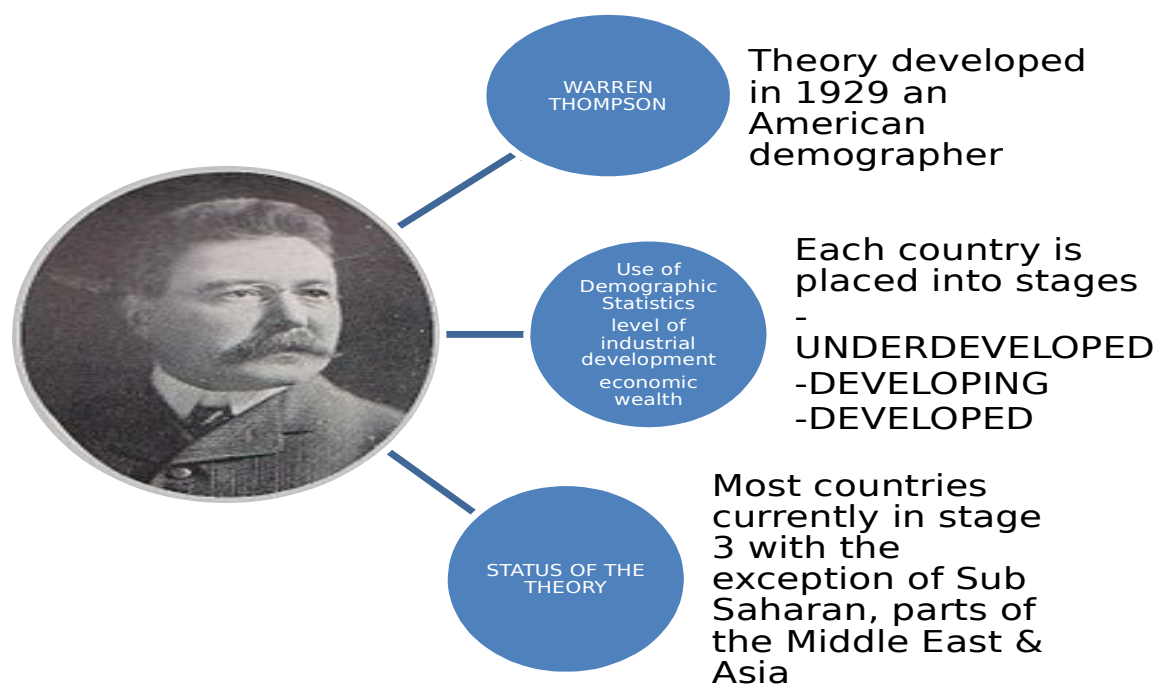 WARREN
THOMPSON
Theory developed
in 1929 an
American
demographer
Use of
Demographic
Statistics
level of
industrial
development
economic
wealth
Each country is
placed into stages
-
UNDERDEVELOPED
-DEVELOPING
-DEVELOPED
STATUS OF THE
THEORY
Most countries
currently in stage
3 with the
exception of Sub
Saharan, parts of
the Middle East &
Asia